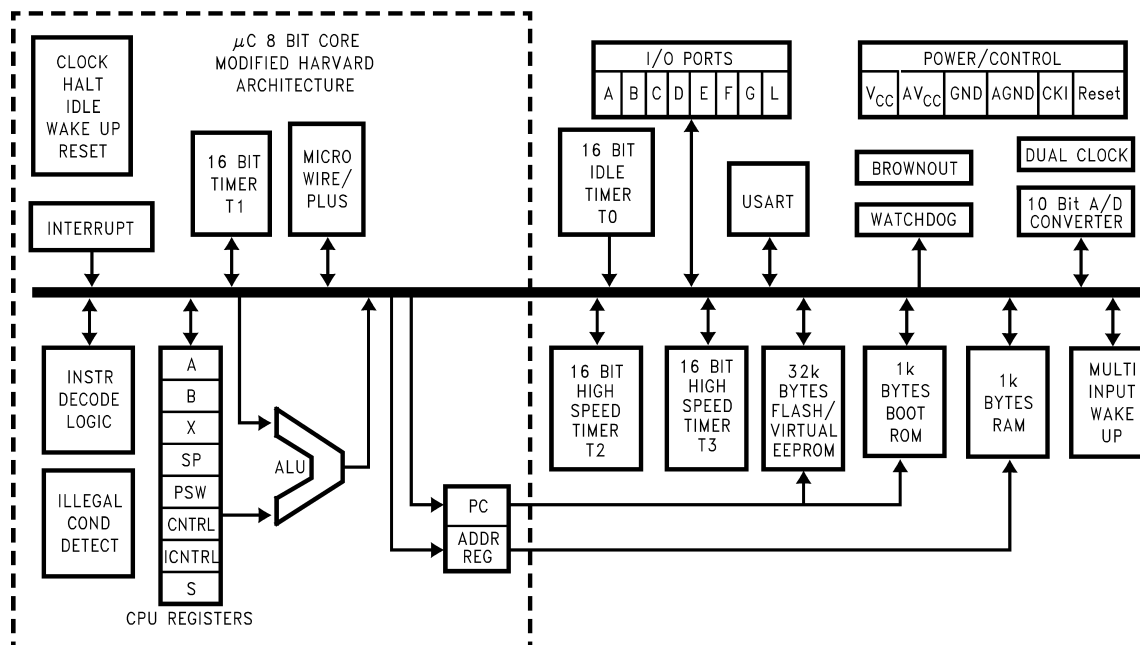 μC 8 BIT CORE
MODIFIED HARVARD
ARCHITECTURE
CLOCK
HALT
IDLE
WAKE UP
RESET
INTERRUPT
16 BIT
TIMER
T1
MICRO
WIRE/
PLUS
I/O PORTS
A B C D E F G L
16 BIT
IDLE
TIMER
T0
USART
POWER/CONTROL
VCC AVCC GND AGND CKI Reset
BROWNOUT
WATCHDOG
DUAL CLOCK
10 Bit A/D
CONVERTER
INSTR
DECODE
LOGIC
ILLEGAL
COND
DETECT
A
B
X
SP
PSW
CNTRL
ICNTRL
S
CPU REGISTERS
ALU
PC
ADDR
REG
16 BIT
HIGH
SPEED
TIMER
T2
16 BIT
HIGH
SPEED
TIMER
T3
32k
BYTES
FLASH/
VIRTUAL
EEPROM
1k
BYTES
BOOT
ROM
1k
BYTES
RAM
MULTI
INPUT
WAKE
UP